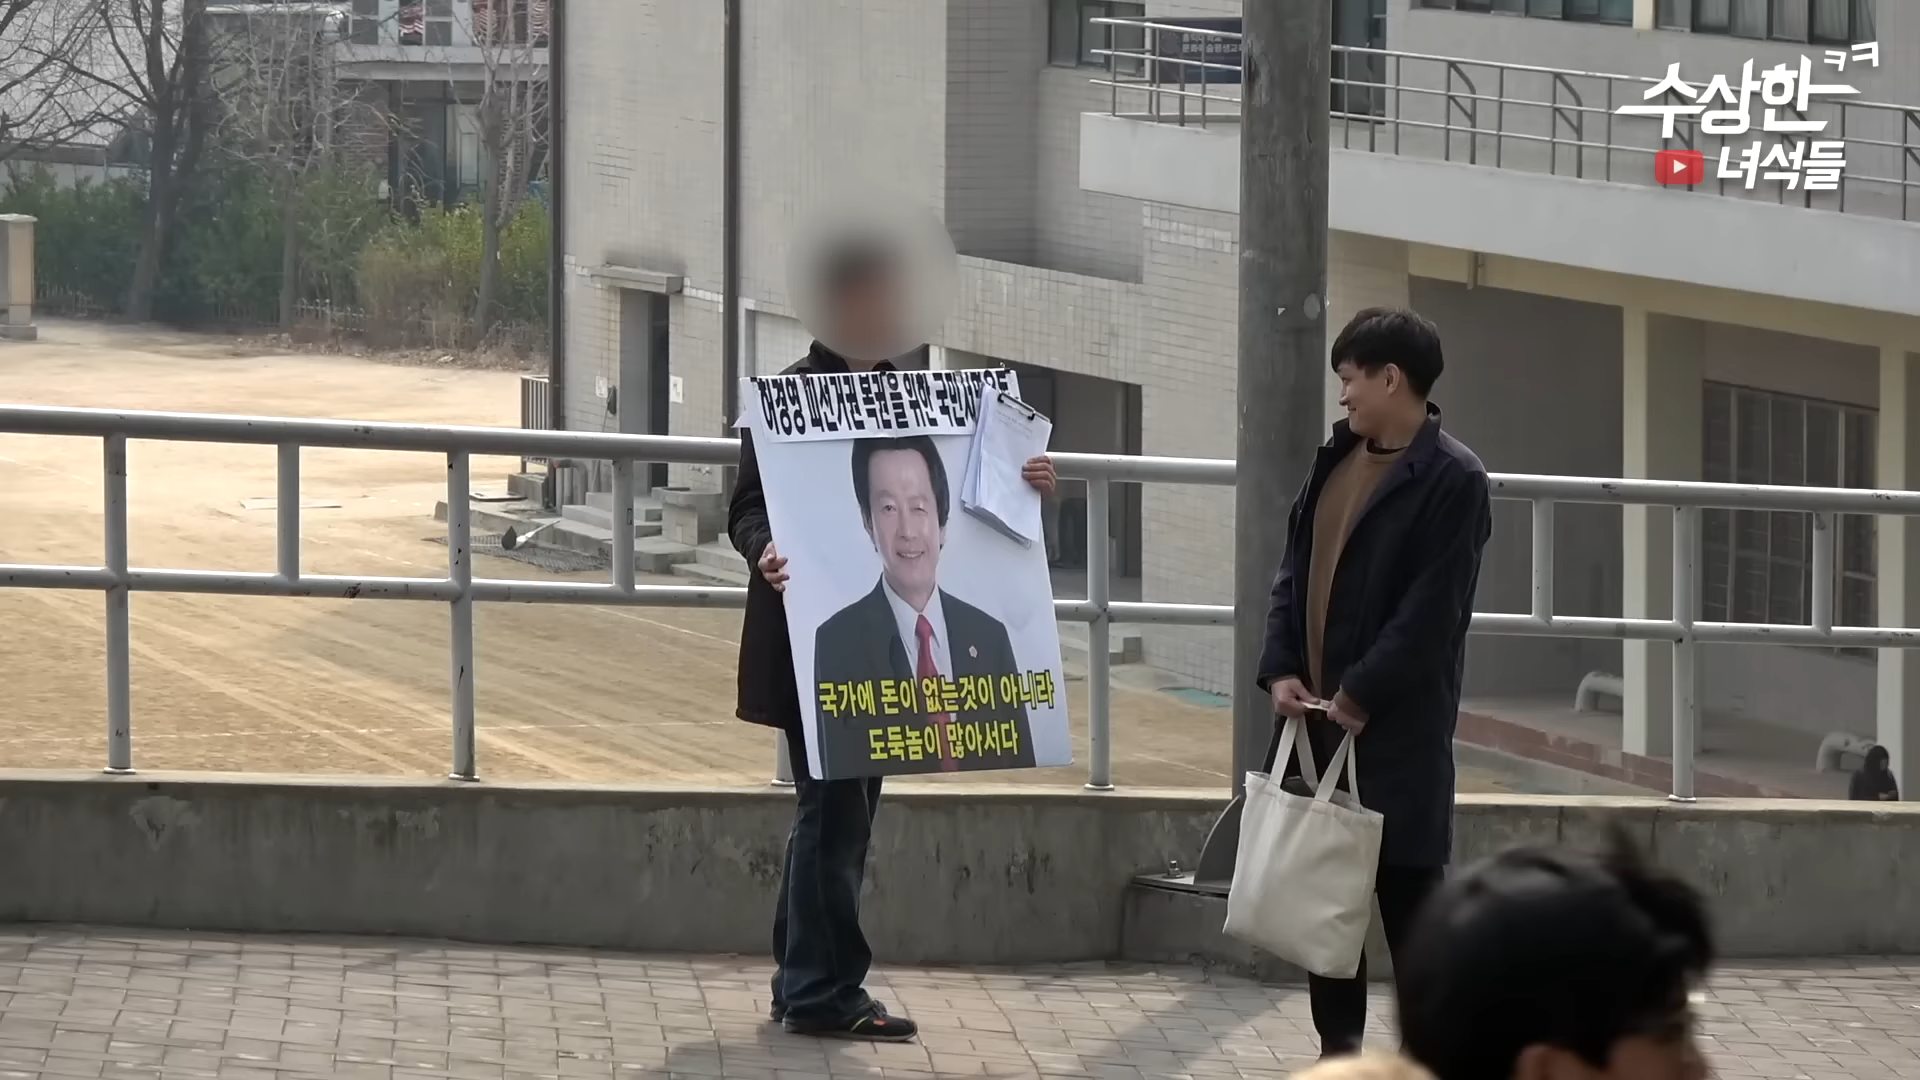 ㅋㅋ
수상한
녀석들
허경영 피선거권 복권을 위한 국민서명운동
국가에 돈이 없는것이 아니라
도둑놈이 많아서다